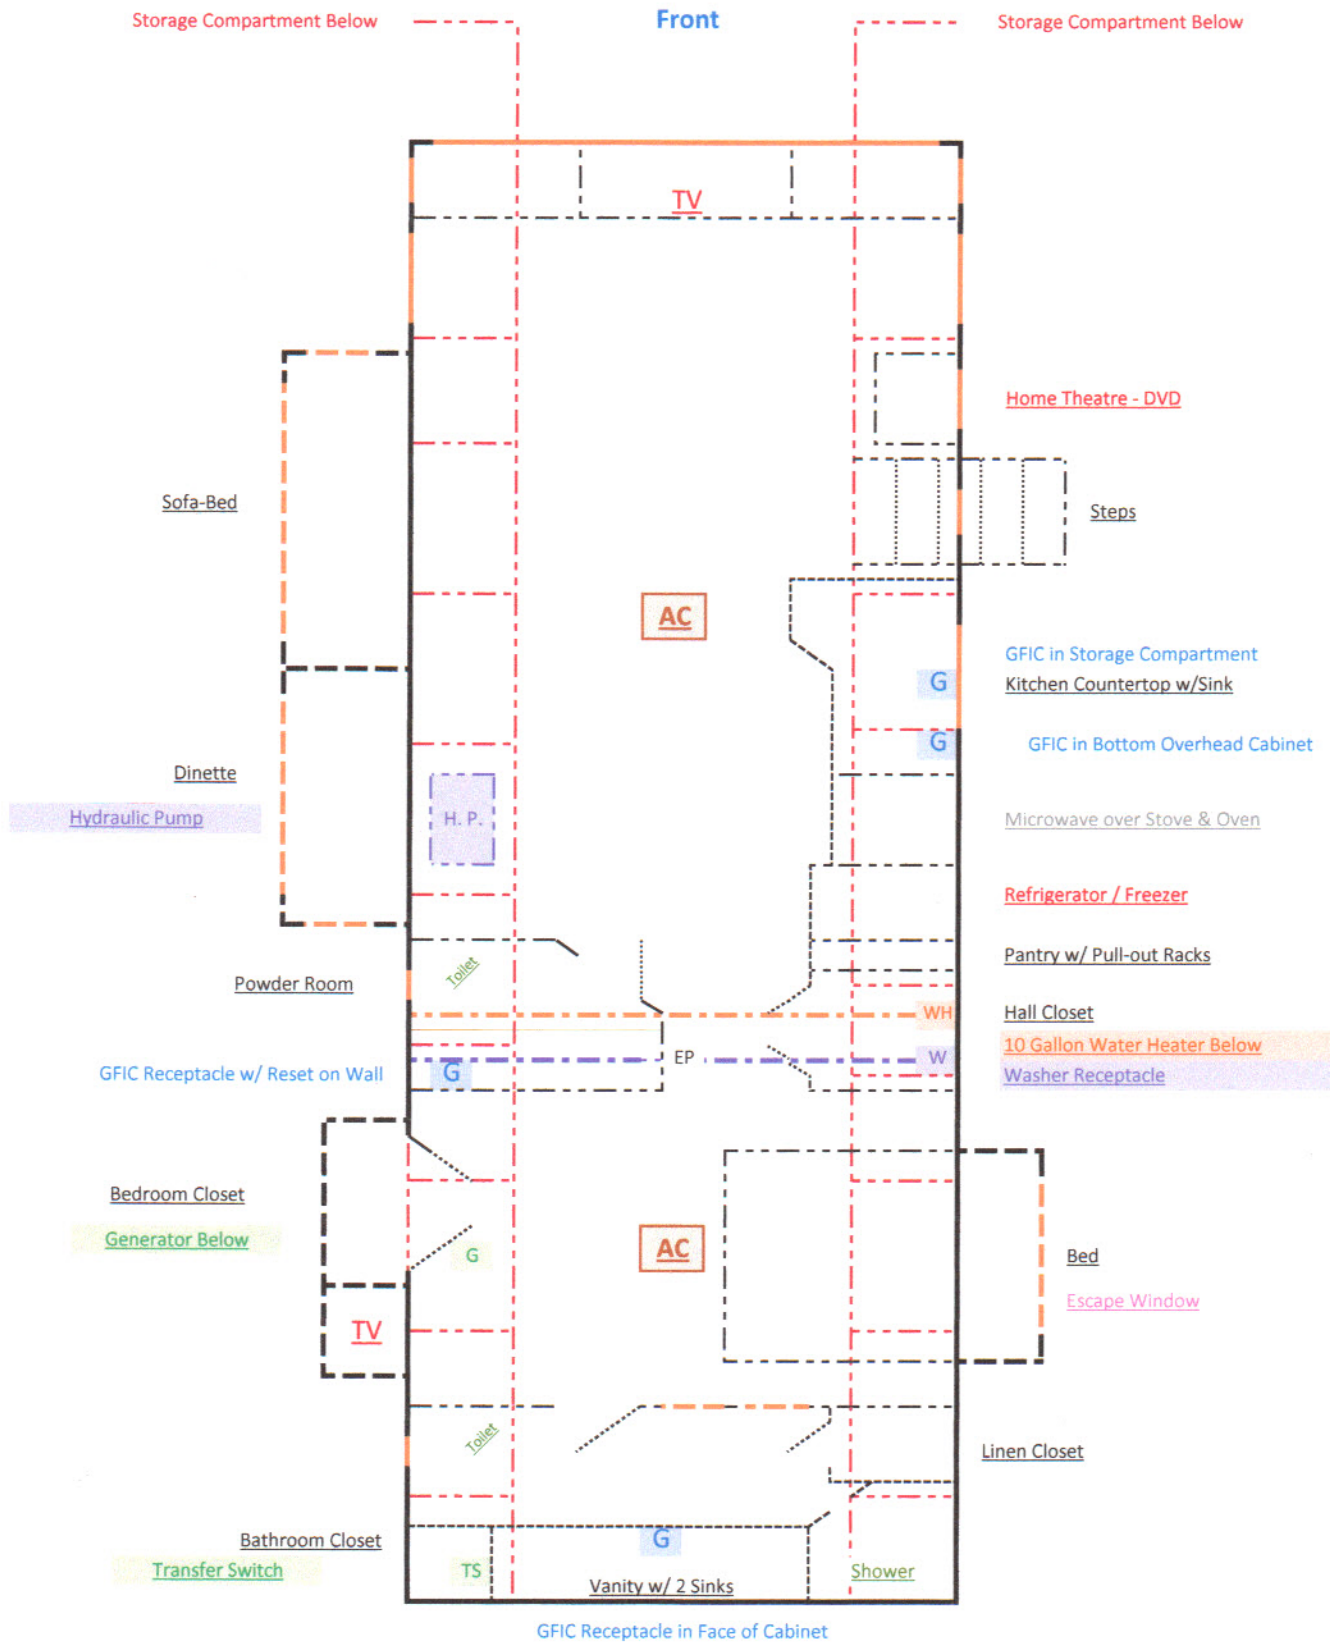 Storage Compartment Below
Front
Storage Compartment Below
TV
Home Theatre - DVD
Sofa-Bed
Steps
AC
GFIC in Storage Compartment
G
Kitchen Countertop w/Sink
G
GFIC in Bottom Overhead Cabinet
Dinette
Hydraulic Pump
H. P.
Microwave over Stove & Oven
Refrigerator / Freezer
Pantry w/ Pull-out Racks
Toilet
Powder Room
WH
Hall Closet
10 Gallon Water Heater Below
EP
W
GFIC Receptacle w/ Reset on Wall
G
Washer Receptacle
Bedroom Closet
Generator Below
G
AC
Bed
Escape Window
TV
Toilet
Linen Closet
Bathroom Closet
G
Transfer Switch
TS
Shower
Vanity w/ 2 Sinks
GFIC Receptacle in Face of Cabinet